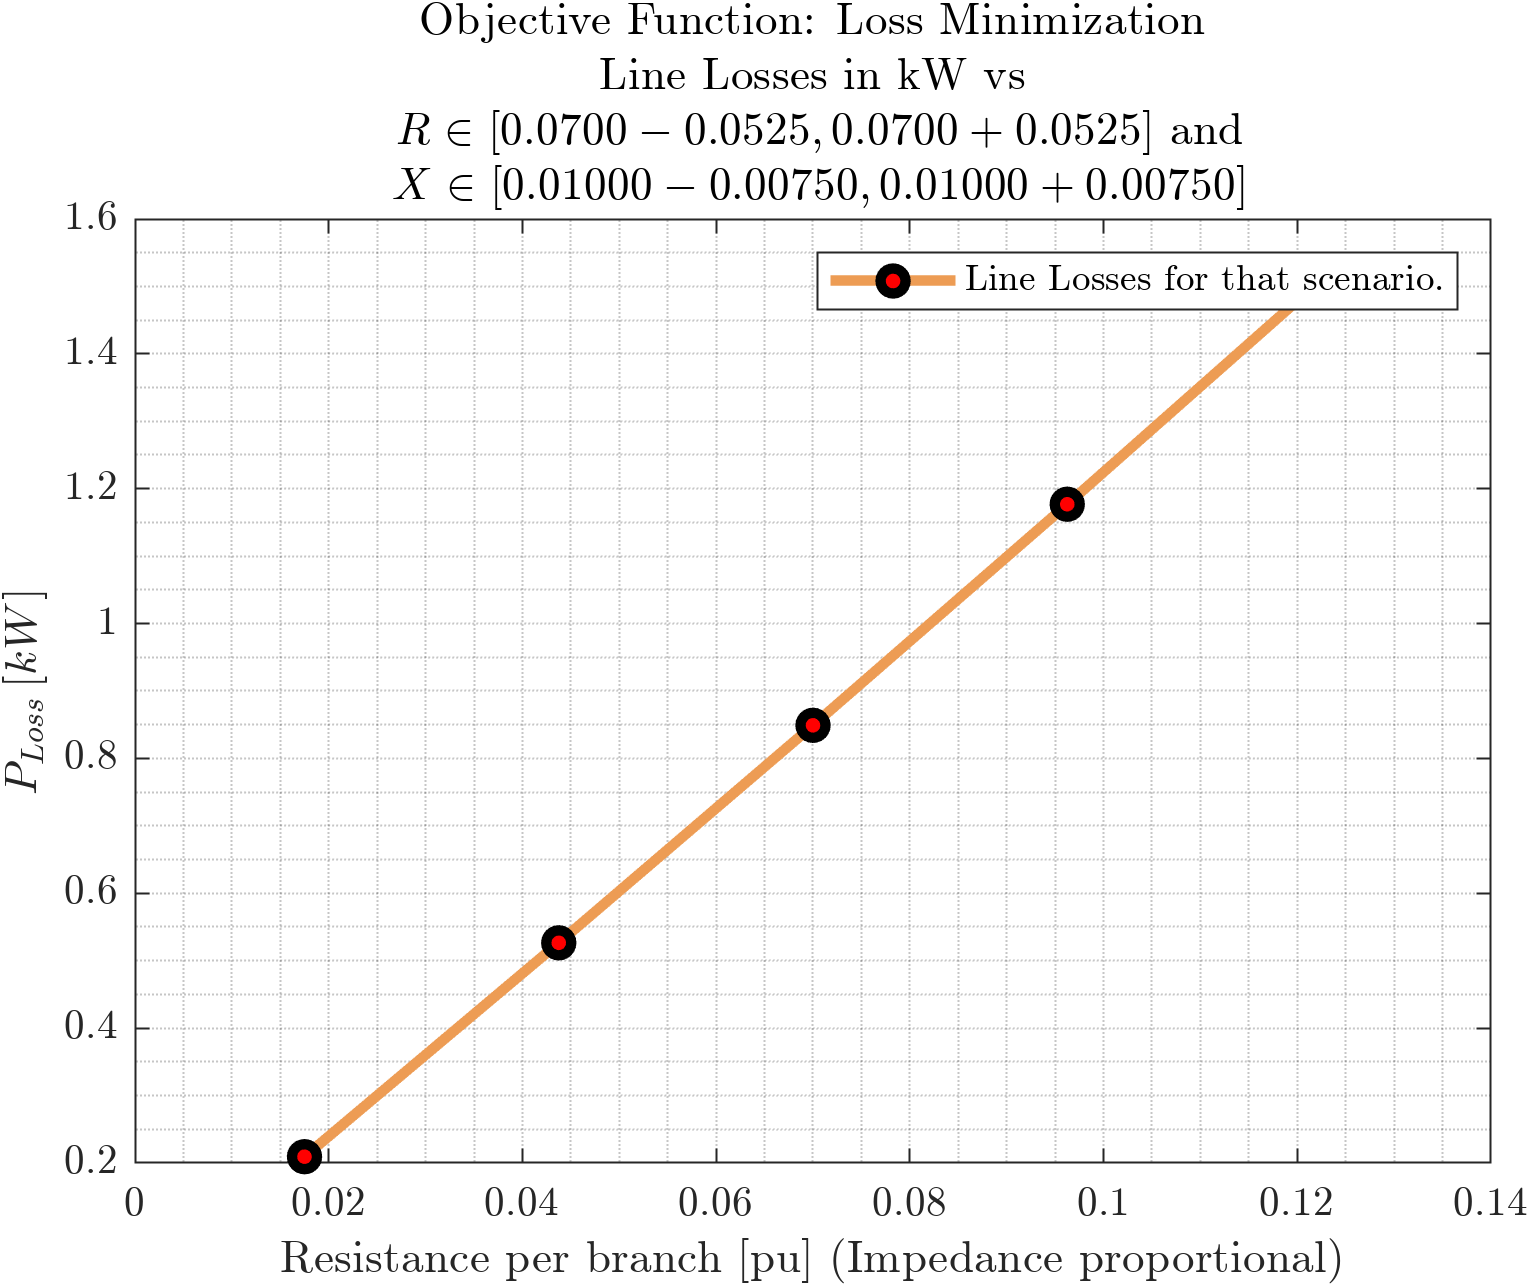 Objective Function: Loss Minimization
Line Losses in kW vs
R ∈ [0.0700 − 0.0525, 0.0700 + 0.0525] and
X ∈ [0.01000 − 0.00750, 0.01000 + 0.00750]
Line Losses for that scenario.
1.6
1.4
1.2
1
0.8
0.6
0.4
0.2
P_{Loss} [kW]
0 0.02 0.04 0.06 0.08 0.1 0.12 0.14
Resistance per branch [pu] (Impedance proportional)